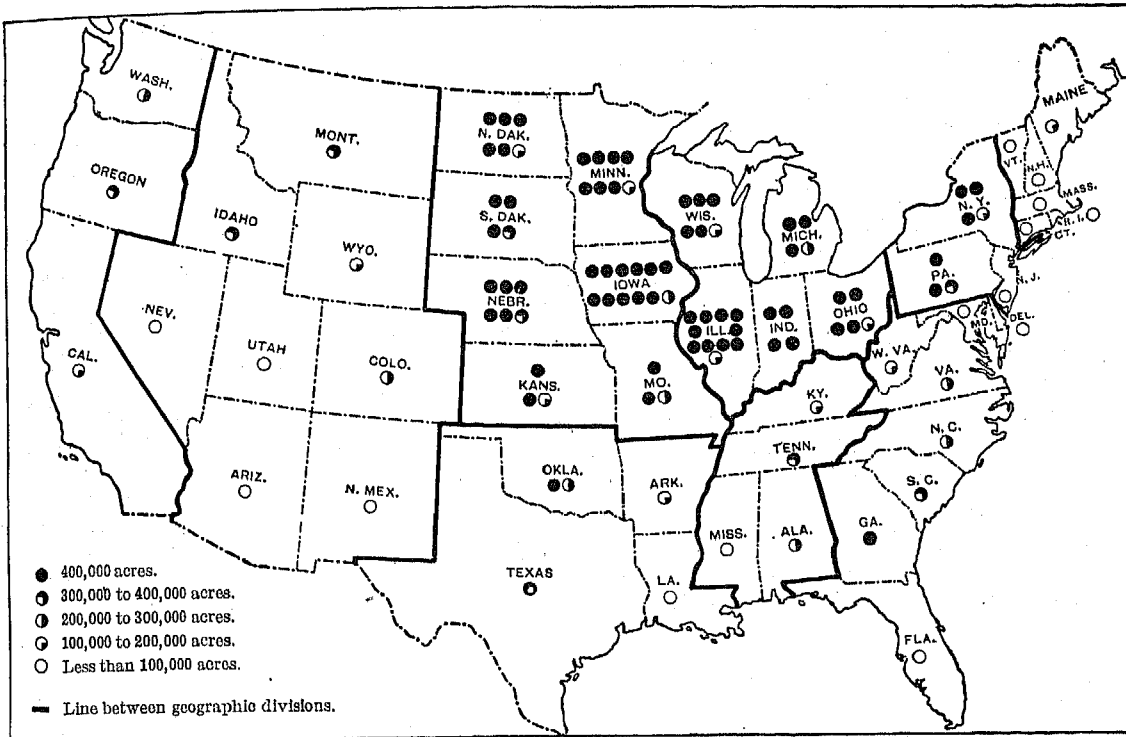 WASH.
MONT.
N. DAK.
MINN.
MAINE
OREGON
IDAHO
S. DAK.
WIS.
MICH.
VT.
N.H.
N. Y.
MASS.
R. I.
CT.
WYO.
IOWA
NEBR.
PA.
N. J.
NEV.
UTAH
COLO.
ILL.
IND.
OHIO
MD.
DEL.
CAL.
KANS.
MO.
W. VA.
VA.
KY.
N. C.
TENN.
ARIZ.
N. MEX.
OKLA.
ARK.
S. C.
MISS.
ALA.
GA.
TEXAS
LA.
FLA.
400,000 acres.
300,000 to 400,000 acres.
200,000 to 300,000 acres.
100,000 to 200,000 acres.
Less than 100,000 acres.
Line between geographic divisions.